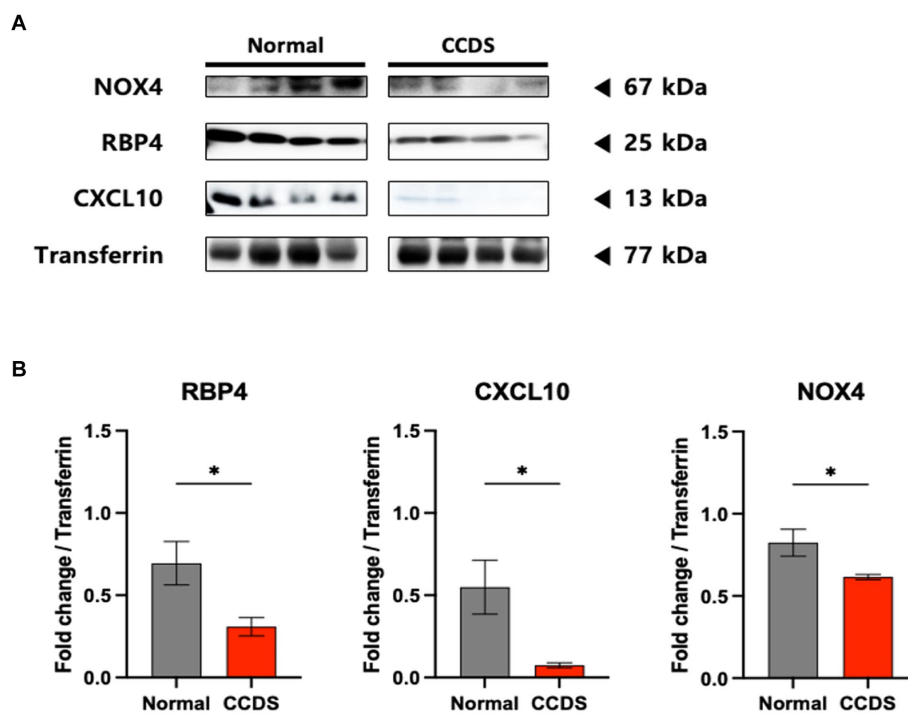 A
Normal CCDS
NOX4 ◀ 67 kDa
RBP4 ◀ 25 kDa
CXCL10 ◀ 13 kDa
Transferrin ◀ 77 kDa
B
RBP4 CXCL10 NOX4
Fold change / Transferrin
1.5
1.0
0.5
0.0
*
Normal CCDS
Fold change / Transferrin
1.5
1.0
0.5
0.0
*
Normal CCDS
Fold change / Transferrin
1.5
1.0
0.5
0.0
*
Normal CCDS